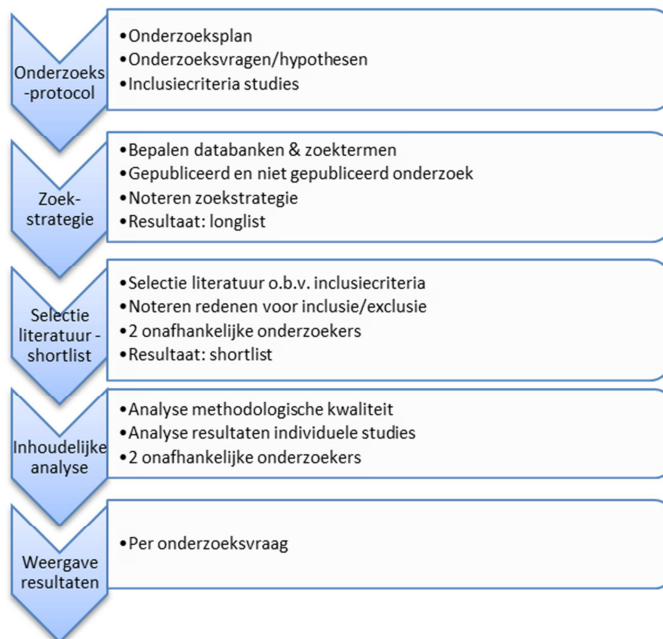 Onderzoeks
-protocol
•Onderzoeksplan
•Onderzoeksvragen/hypothesen
•Inclusiecriteria studies
Zoek-
strategie
•Bepalen databanken & zoektermen
•Gepubliceerd en niet gepubliceerd onderzoek
•Noteren zoekstrategie
•Resultaat: longlist
Selectie
literatuur -
shortlist
•Selectie literatuur o.b.v. inclusiecriteria
•Noteren redenen voor inclusie/exclusie
•2 onafhankelijke onderzoekers
•Resultaat: shortlist
Inhoudelijke
analyse
•Analyse methodologische kwaliteit
•Analyse resultaten individuele studies
•2 onafhankelijke onderzoekers
Weergave
resultaten
•Per onderzoeksvraag